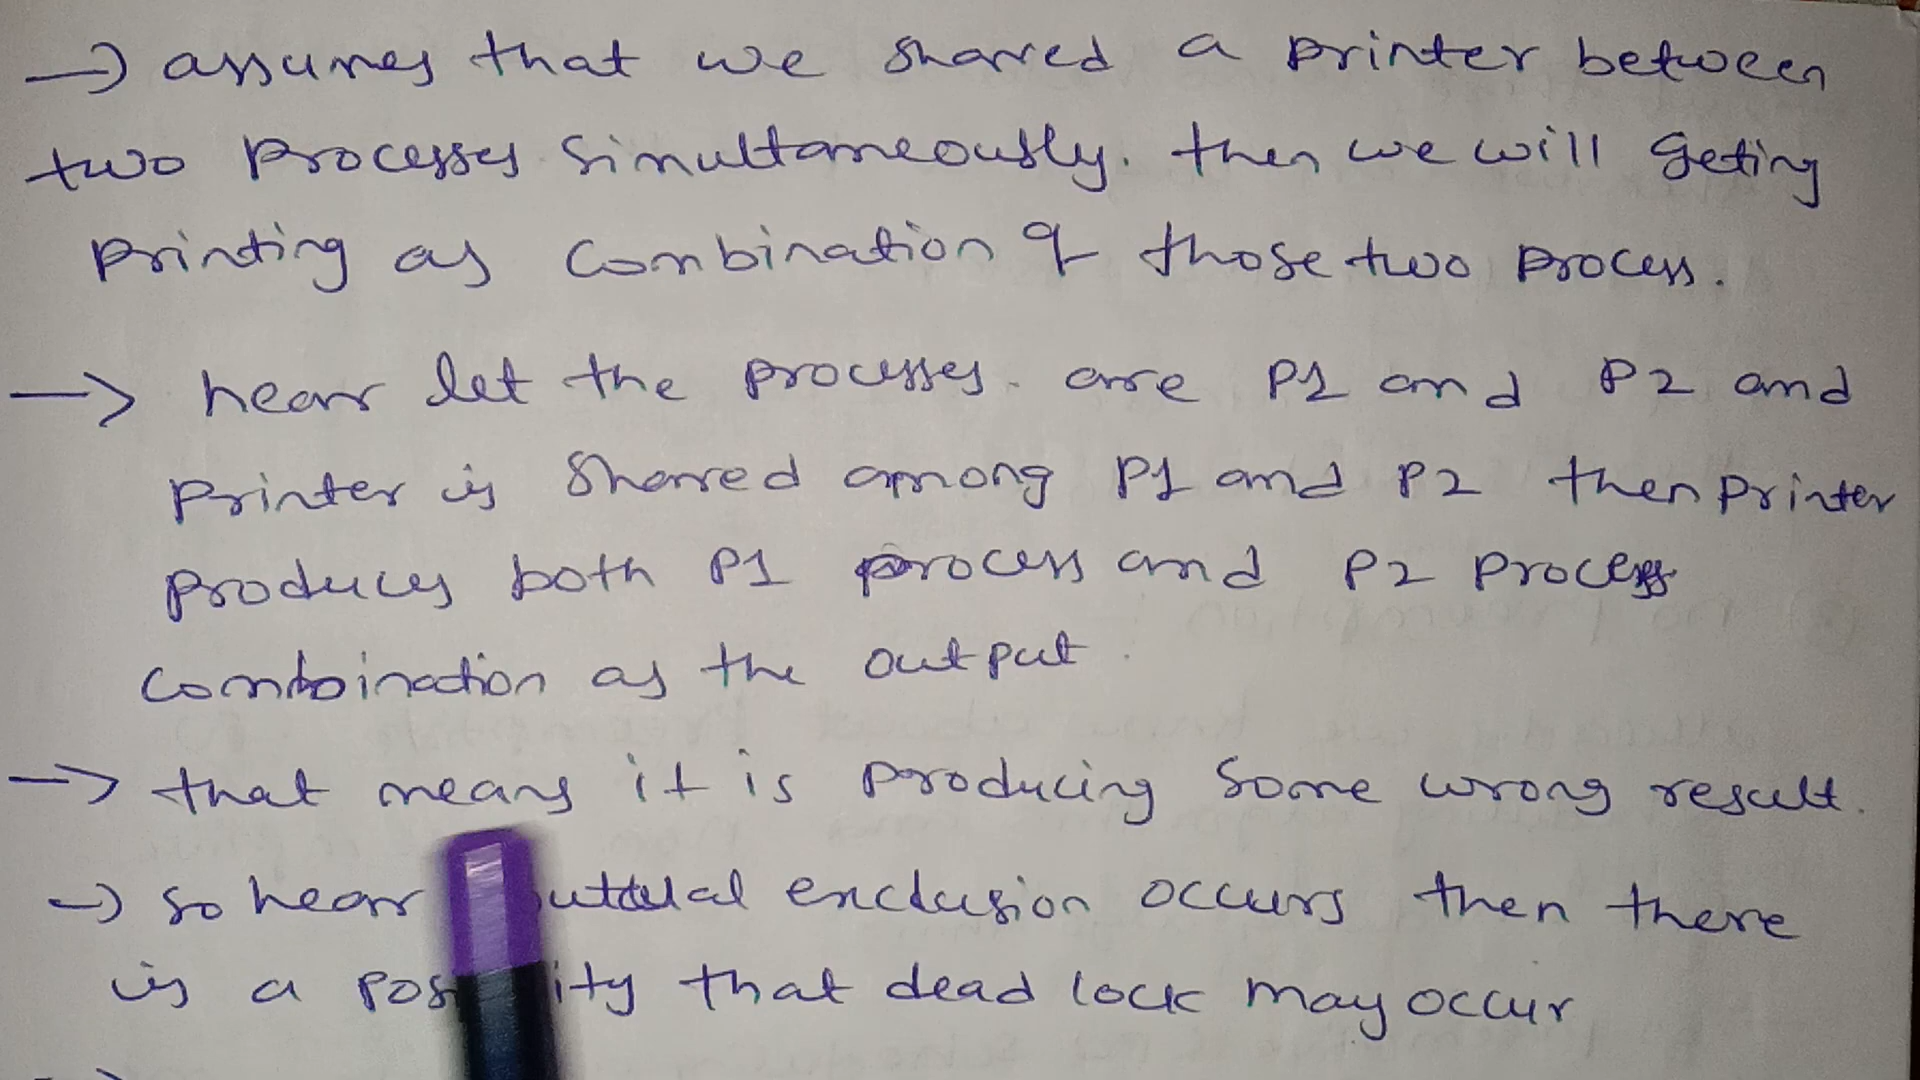 → assumes that we shared a printer between
two processes simultaneously. then we will geting
printing as combination of those two process.
→ hear let the processes. are P1 and P2 and
printer is shared among P1 and P2 then printer
produces both P1 process and P2 process
combination as the output.
→ that means it is producing some wrong result.
→ so hear exclusion occurs then there
is a that dead lock may occur